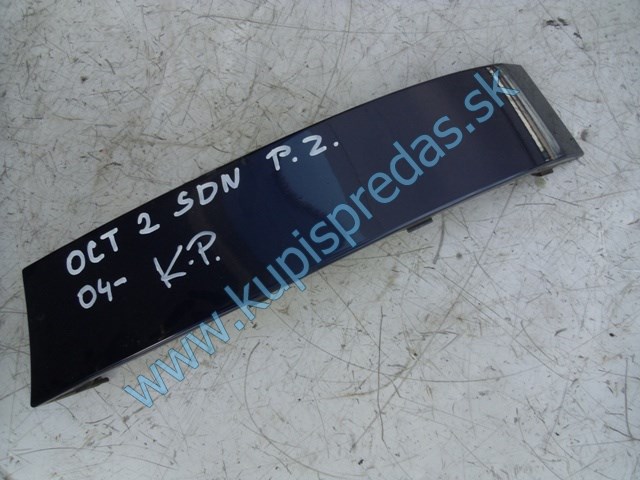 OCT 2 SDN P.Z.
04- K.P.
www.kupispredas.sk